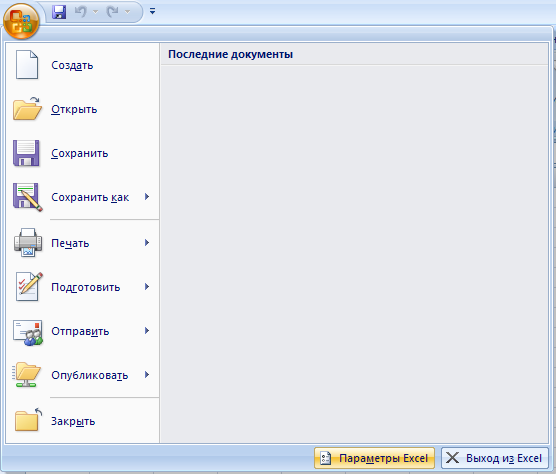 Последние документы
Создать
Открыть
Сохранить
Сохранить как
Печать
Подготовить
Отправить
Опубликовать
Закрыть
Параметры Excel
Выход из Excel